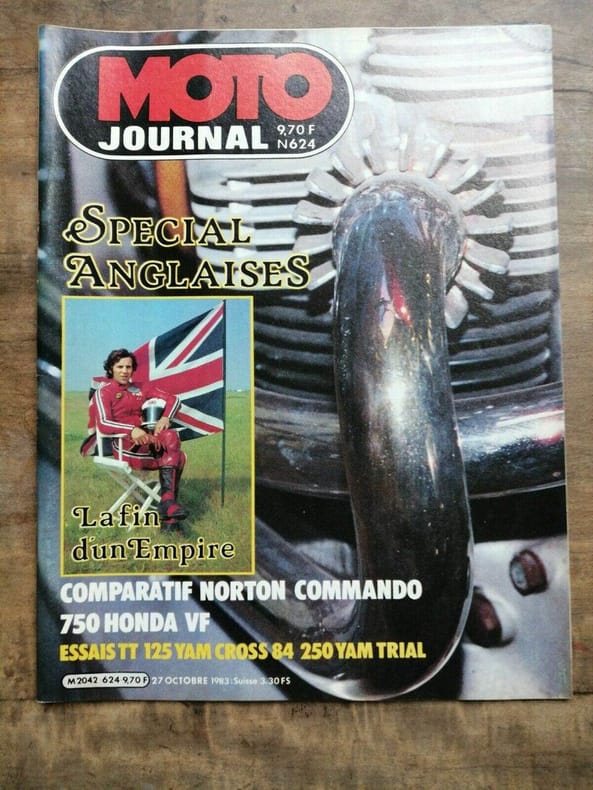 MOTO
JOURNAL
9,70 F
N624
SPECIAL
ANGLAISES
La fin
d'un Empire
COMPARATIF NORTON COMMANDO
750 HONDA VF
ESSAIS TT 125 YAM CROSS 84 250 YAM TRIAL
M 2042 624 9,70 F 27 OCTOBRE 1983 : Suisse 3.30 FS